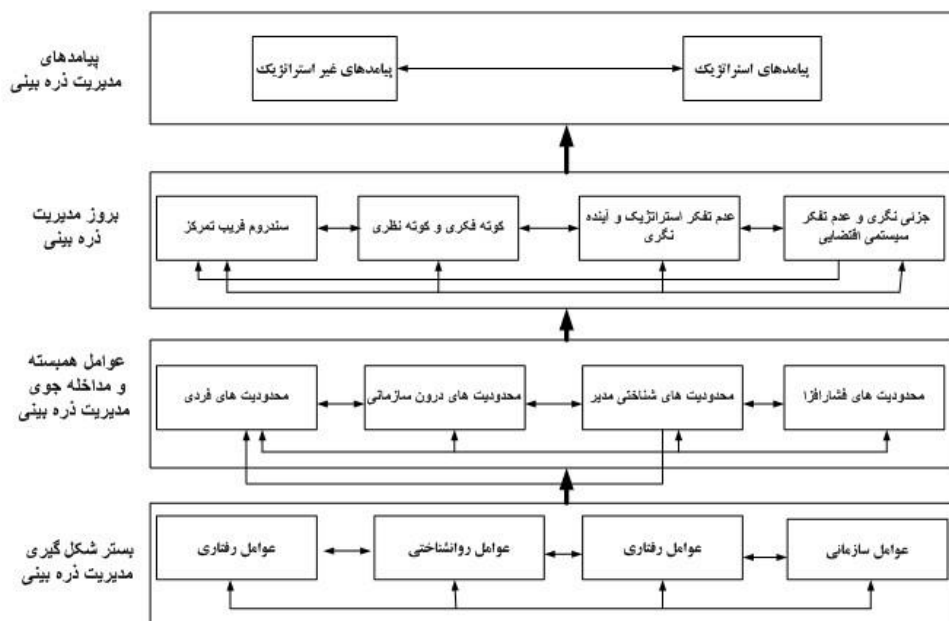 پیامدهای
مدیریت ذره بینی
پیامدهای استراتژیک
پیامدهای غیر استراتژیک
بروز مدیریت
ذره بینی
جزئی نگری و عدم تفکر
سیستمی اقتضایی
عدم تفکر استراتژیک و آینده
نگری
کوته فکری و کوته نظری
سندروم فریب تمرکز
عوامل همبسته
و مداخله جوی
مدیریت ذره بینی
محدودیت های فشارافزا
محدودیت های شناختی مدیر
محدودیت های درون سازمانی
محدودیت های فردی
بستر شکل گیری
مدیریت ذره بینی
عوامل سازمانی
عوامل رفتاری
عوامل روانشناختی
عوامل رفتاری